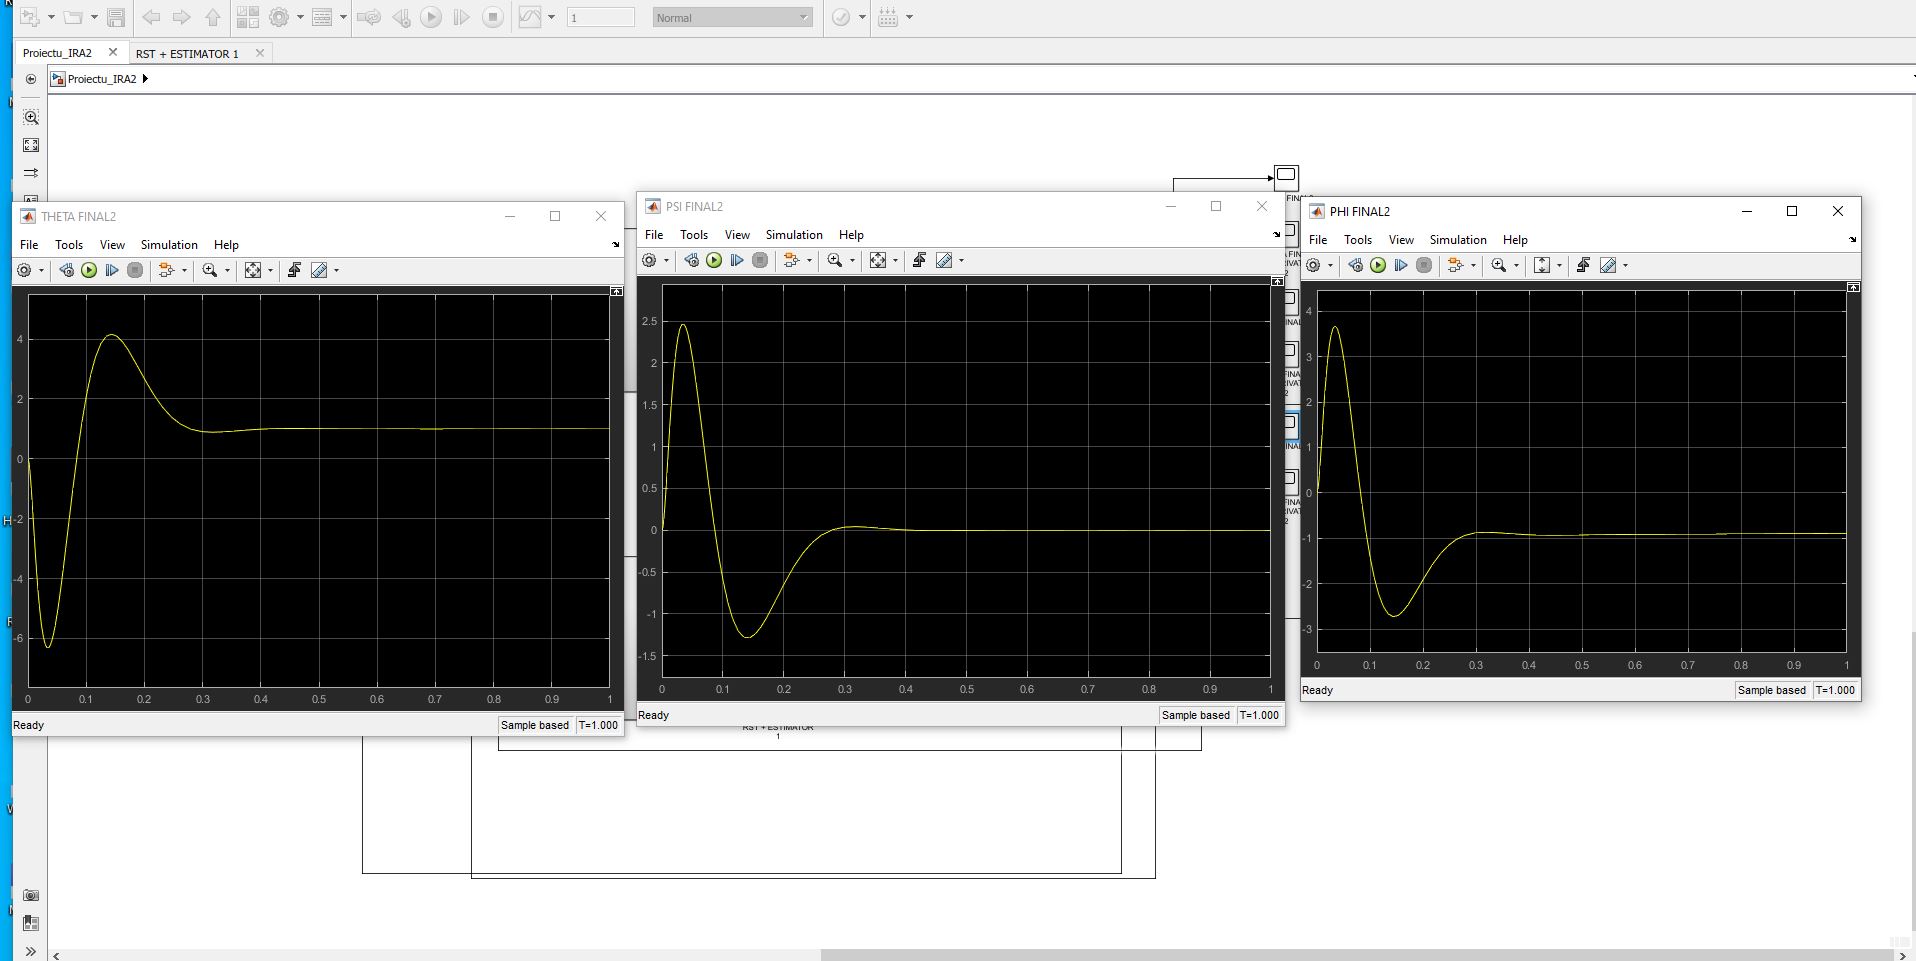 1
Normal
Proiectu_IRA2
RST + ESTIMATOR 1
Proiectu_IRA2
THETA FINAL2
File Tools View Simulation Help
4
2
0
-2
-4
-6
0 0.1 0.2 0.3 0.4 0.5 0.6 0.7 0.8 0.9 1
Ready
Sample based T=1.000
PSI FINAL2
File Tools View Simulation Help
2.5
2
1.5
1
0.5
0
-0.5
-1
-1.5
0 0.1 0.2 0.3 0.4 0.5 0.6 0.7 0.8 0.9 1
Ready
Sample based T=1.000
PHI FINAL2
File Tools View Simulation Help
4
3
2
1
0
-1
-2
-3
0 0.1 0.2 0.3 0.4 0.5 0.6 0.7 0.8 0.9 1
Ready
Sample based T=1.000
RST + ESTIMATOR
1